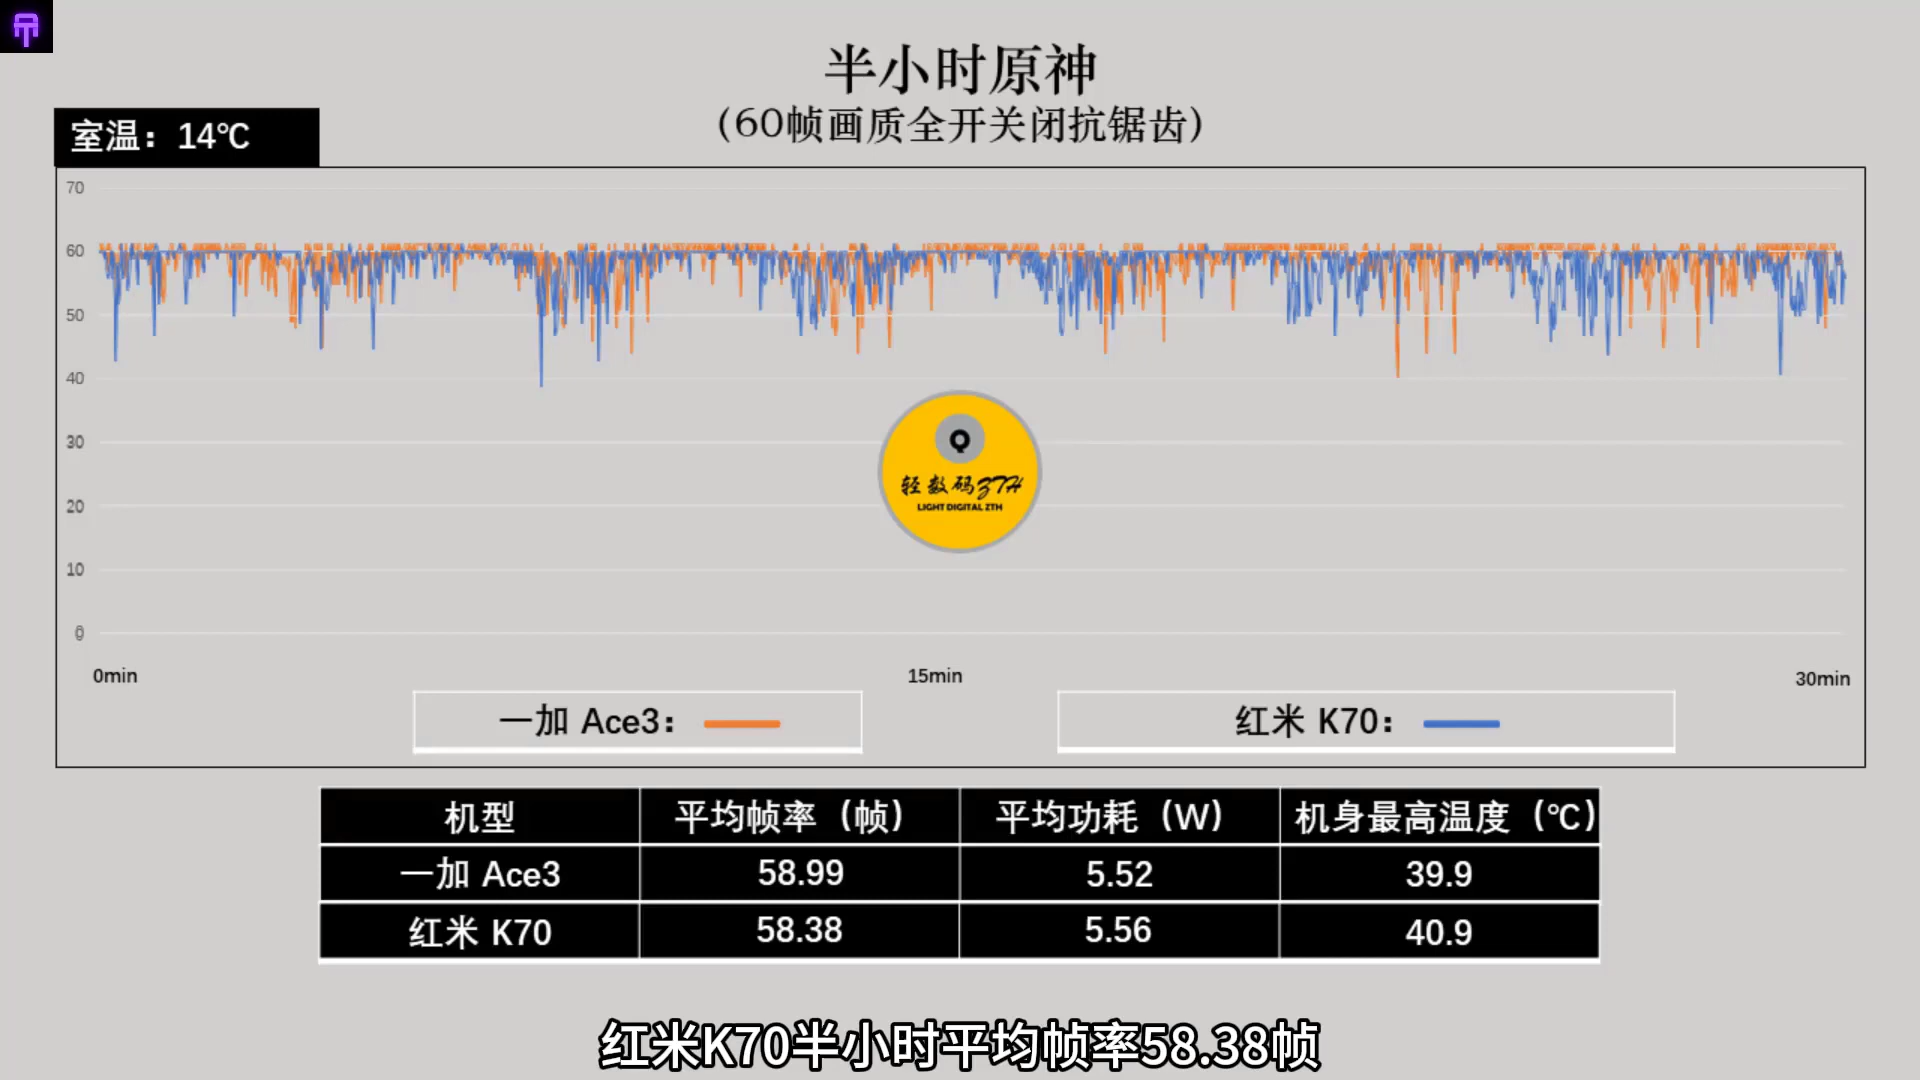 半小时原神
(60帧画质全开关闭抗锯齿)
室温：14℃
70
60
50
40
30
20
10
0
轻数码ZTH
LIGHT DIGITAL ZTH
0min 15min 30min
一加 Ace3： 红米 K70：
机型 平均帧率（帧） 平均功耗（W） 机身最高温度（℃）
一加 Ace3 58.99 5.52 39.9
红米 K70 58.38 5.56 40.9
红米K70半小时平均帧率58.38帧